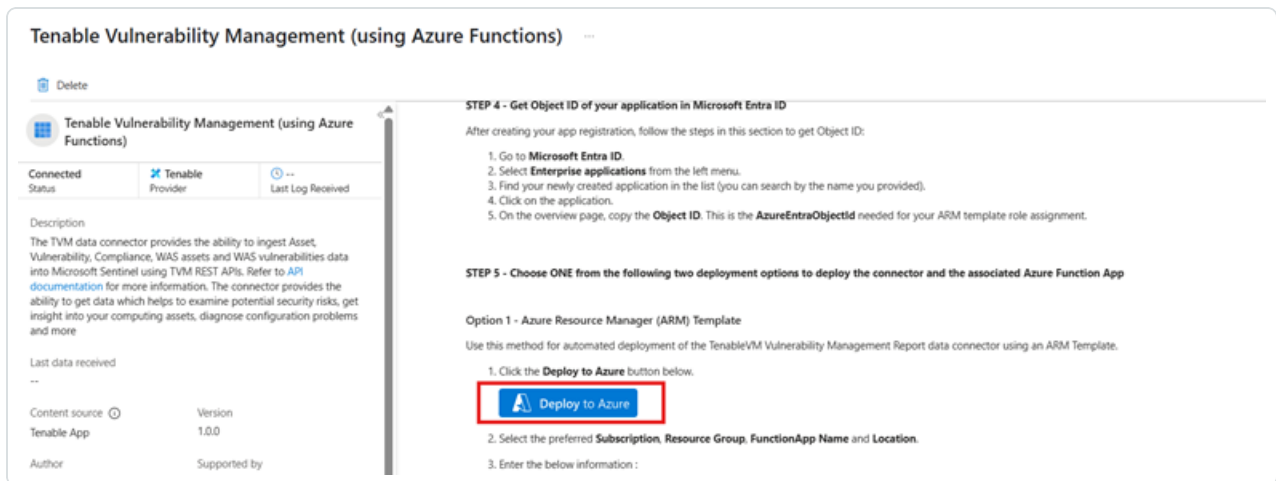 Tenable Vulnerability Management (using Azure Functions) ...
Delete
Tenable Vulnerability Management (using Azure
Functions)
Connected
Status
Tenable
Provider
--
Last Log Received
Description
The TVM data connector provides the ability to ingest Asset,
Vulnerability, Compliance, WAS assets and WAS vulnerabilities data
into Microsoft Sentinel using TVM REST APIs. Refer to API
documentation for more information. The connector provides the
ability to get data which helps to examine potential security risks, get
insight into your computing assets, diagnose configuration problems
and more
Last data received
--
Content source
Tenable App
Version
1.0.0
Author
Supported by
STEP 4 - Get Object ID of your application in Microsoft Entra ID
After creating your app registration, follow the steps in this section to get Object ID:
1. Go to Microsoft Entra ID.
2. Select Enterprise applications from the left menu.
3. Find your newly created application in the list (you can search by the name you provided).
4. Click on the application.
5. On the overview page, copy the Object ID. This is the AzureEntraObjectId needed for your ARM template role assignment.
STEP 5 - Choose ONE from the following two deployment options to deploy the connector and the associated Azure Function App
Option 1 - Azure Resource Manager (ARM) Template
Use this method for automated deployment of the TenableVM Vulnerability Management Report data connector using an ARM Template.
1. Click the Deploy to Azure button below.
Deploy to Azure
2. Select the preferred Subscription, Resource Group, FunctionApp Name and Location.
3. Enter the below information :